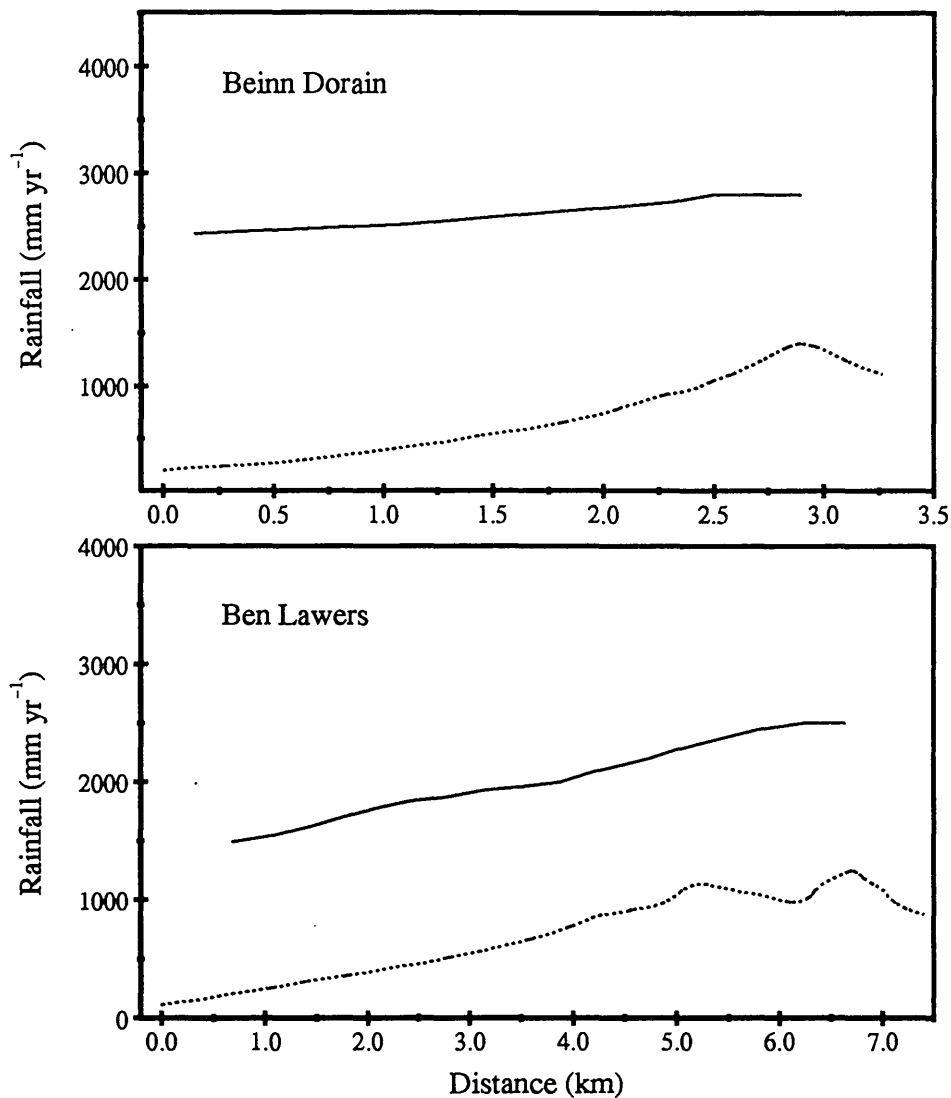 Beinn Dorain
Rainfall (mm yr⁻¹)
4000
3000
2000
1000
0.0 0.5 1.0 1.5 2.0 2.5 3.0 3.5
Ben Lawers
Rainfall (mm yr⁻¹)
4000
3000
2000
1000
0
0.0 1.0 2.0 3.0 4.0 5.0 6.0 7.0
Distance (km)